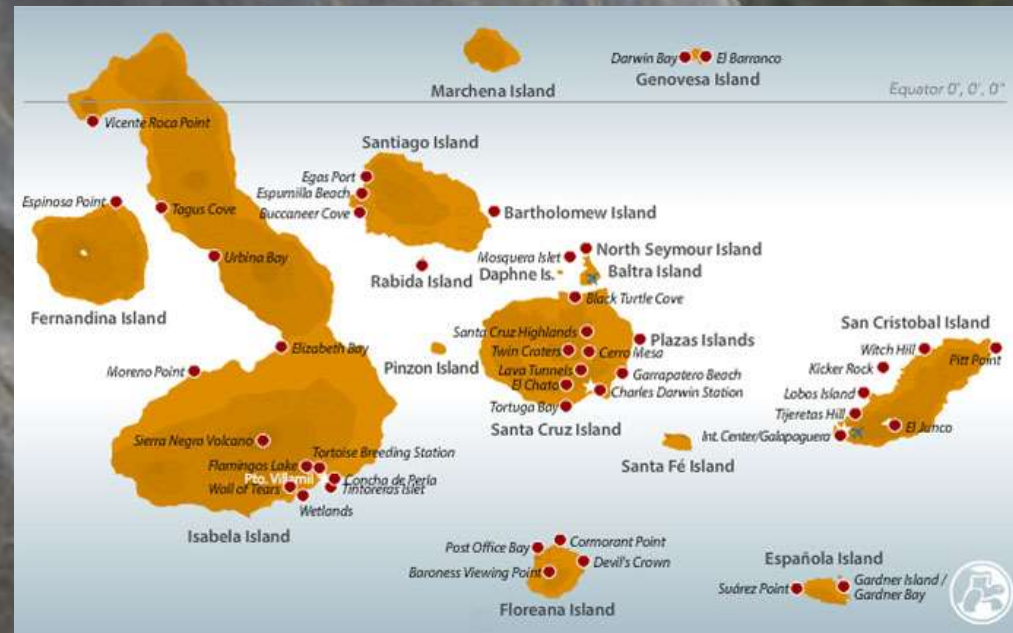 Darwin Bay
El Barranco
Genovesa Island
Marchena Island
Equator 0°, 0', 0"
Vicente Roca Point
Santiago Island
Egas Port
Espumilla Beach
Buccaneer Cove
Espinosa Point
Tagus Cove
Bartholomew Island
Urbina Bay
Rabida Island
Mosquera Islet
North Seymour Island
Daphne Is.
Baltra Island
Fernandina Island
Black Turtle Cove
Elizabeth Bay
Moreno Point
Pinzon Island
Santa Cruz Highlands
Plazas Islands
Twin Craters
Cerro Mesa
Lava Tunnels
Garrapatero Beach
El Chato
Charles Darwin Station
Tortuga Bay
Santa Cruz Island
San Cristobal Island
Witch Hill
Pitt Point
Kicker Rock
Lobos Island
Tijeretas Hill
El Junco
Int. Center/Galapaguera
Santa Fé Island
Sierra Negra Volcano
Tortoise Breeding Station
Flamingos Lake
Pto. Villamil
Concha de Perla
Wall of Tears
Tintoreras Islet
Wetlands
Isabela Island
Post Office Bay
Cormorant Point
Baroness Viewing Point
Devil's Crown
Floreana Island
Española Island
Suárez Point
Gardner Island /
Gardner Bay